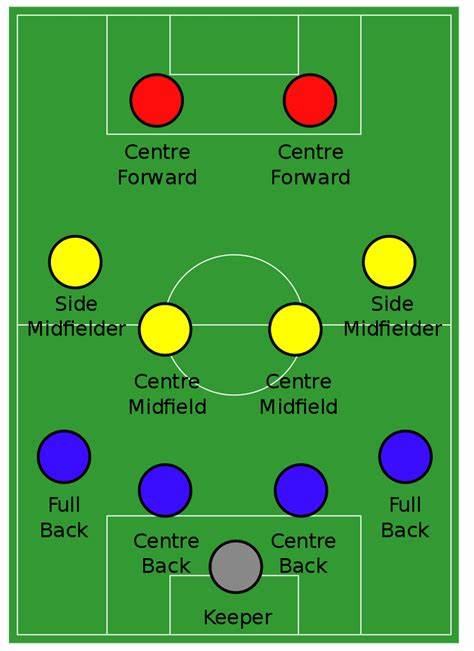 Centre
Forward
Centre
Forward
Side
Midfielder
Side
Midfielder
Centre
Midfield
Centre
Midfield
Full
Back
Full
Back
Centre
Back
Centre
Back
Keeper